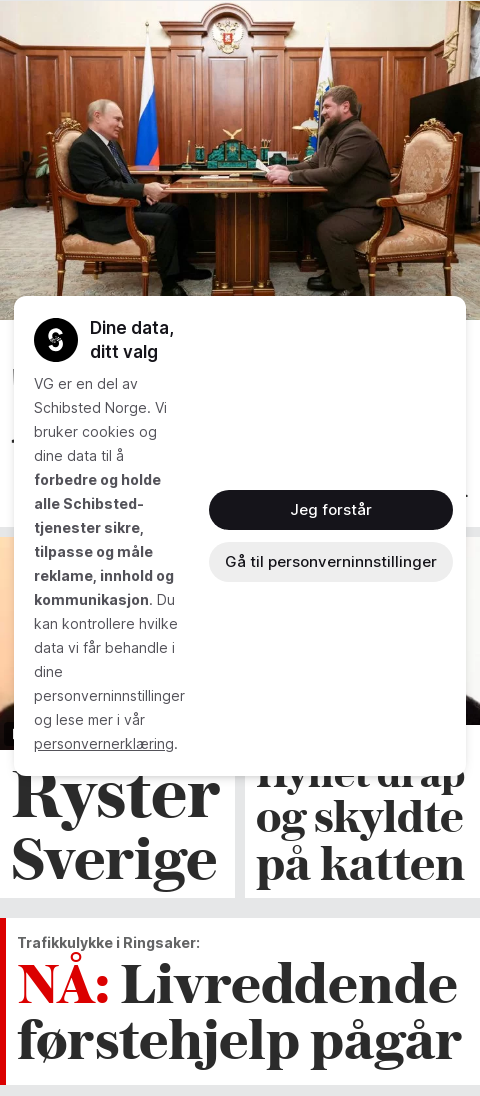 Dine data,
ditt valg
VG er en del av
Schibsted Norge. Vi
bruker cookies og
dine data til å
forbedre og holde
alle Schibsted-
tjenester sikre,
tilpasse og måle
reklame, innhold og
kommunikasjon. Du
kan kontrollere hvilke
data vi får behandle i
dine
personverninnstillinger
og lese mer i vår
personvernerklæring.
Jeg forstår
Gå til personverninnstillinger
Ryster
Sverige
og skyldte
på katten
Trafikkulykke i Ringsaker:
NÅ: Livreddende
førstehjelp pågår